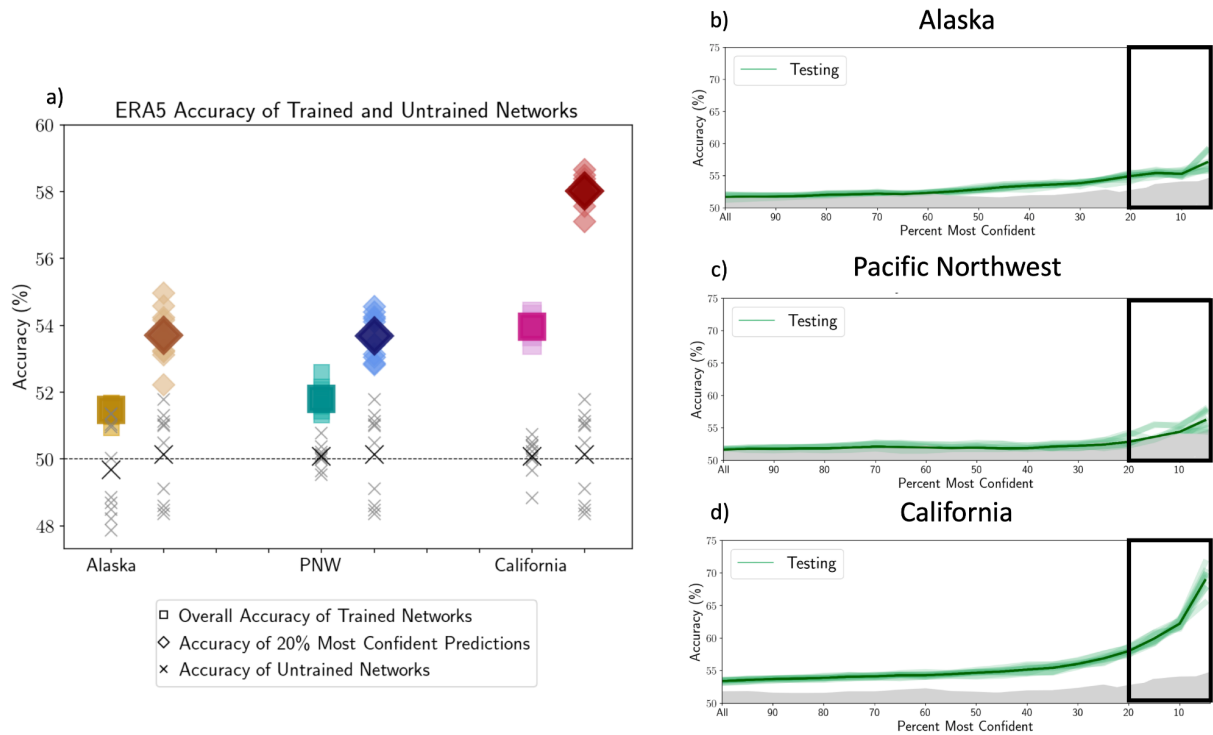 a)
ERA5 Accuracy of Trained and Untrained Networks
60
58
56
54
52
50
48
Accuracy (%)
Alaska
PNW
California
Overall Accuracy of Trained Networks
Accuracy of 20% Most Confident Predictions
Accuracy of Untrained Networks
b)
Alaska
75
70
65
60
55
50
Accuracy (%)
Testing
All 90 80 70 60 50 40 30 20 10
Percent Most Confident
c)
Pacific Northwest
75
70
65
60
55
50
Accuracy (%)
Testing
All 90 80 70 60 50 40 30 20 10
Percent Most Confident
d)
California
75
70
65
60
55
50
Accuracy (%)
Testing
All 90 80 70 60 50 40 30 20 10
Percent Most Confident